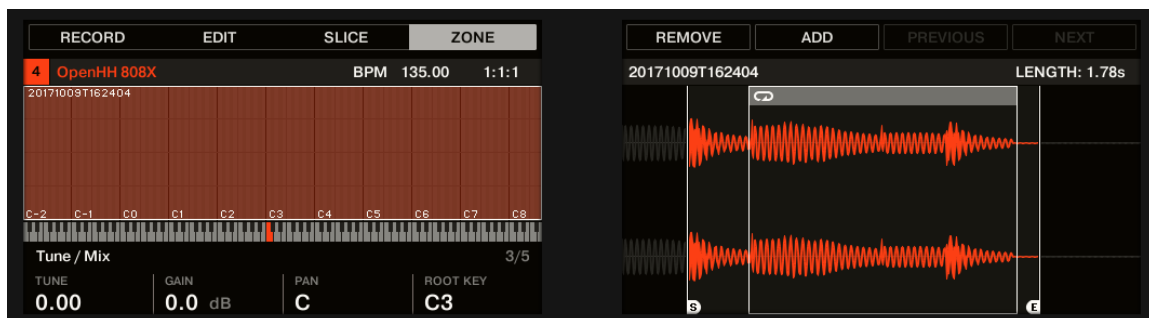 RECORD EDIT SLICE ZONE
4 OpenHH 808X BPM 135.00 1:1:1
20171009T162404
C-2 C-1 C0 C1 C2 C3 C4 C5 C6 C7 C8
Tune / Mix 3/5
TUNE GAIN PAN ROOT KEY
0.00 0.0 dB C C3
REMOVE ADD PREVIOUS NEXT
20171009T162404 LENGTH: 1.78s
S E